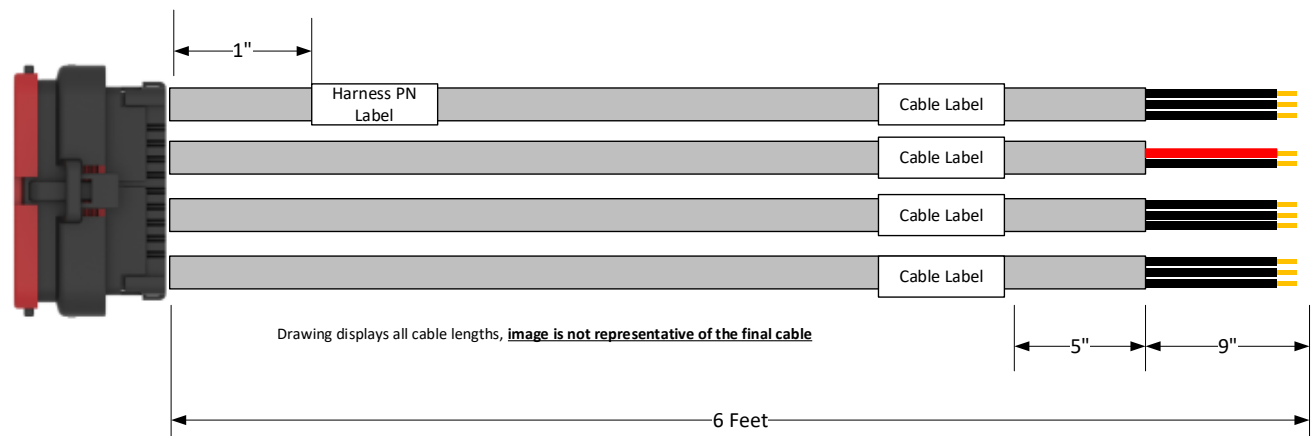 1"
Harness PN
Label
Cable Label
Cable Label
Cable Label
Cable Label
Drawing displays all cable lengths, image is not representative of the final cable
5"
9"
6 Feet